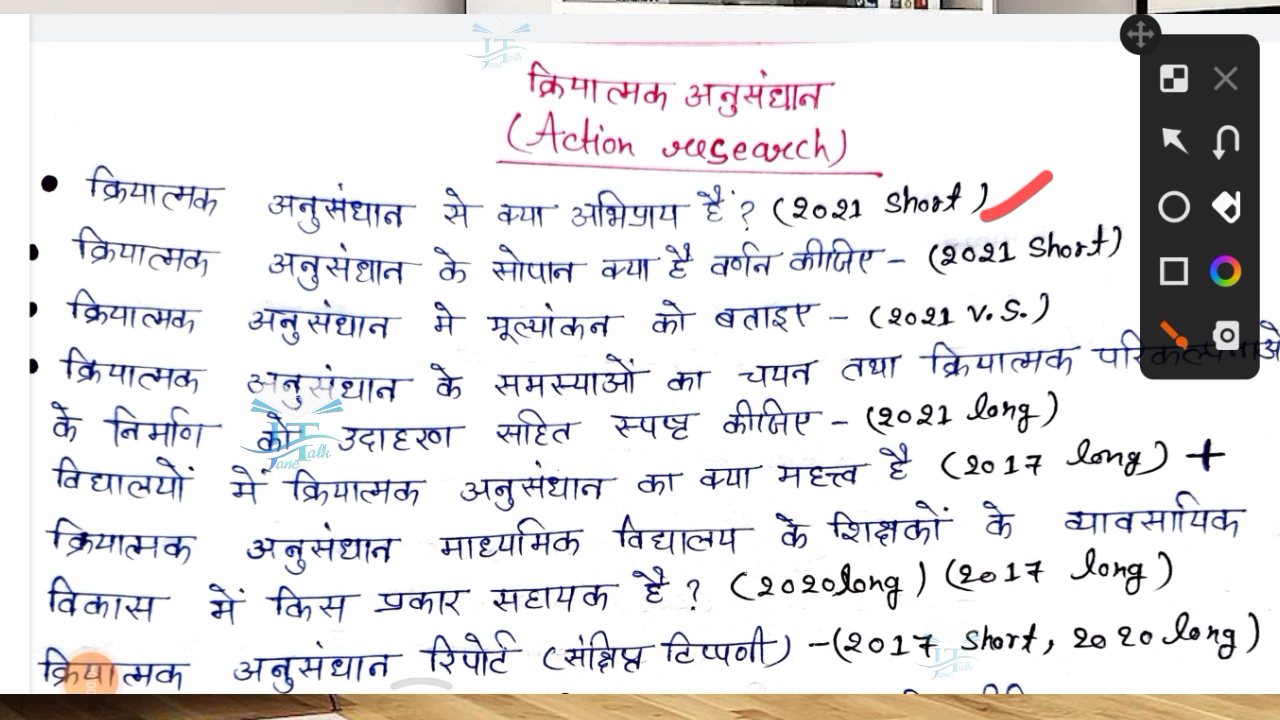 क्रियात्मक अनुसंधान
(Action research)
• क्रियात्मक अनुसंधान से क्या अभिप्राय है? (2021 Short)
• क्रियात्मक अनुसंधान के सोपान क्या है वर्णन कीजिए - (2021 Short)
• क्रियात्मक अनुसंधान मे मूल्यांकन को बताइए - (2021 V.S.)
• क्रियात्मक अनुसंधान के समस्याओं का चयन तथा क्रियात्मक परिकल्पनाओ
के निर्माण को उदाहरण सहित स्पष्ट कीजिए - (2021 long)
विद्यालयों में क्रियात्मक अनुसंधान का क्या महत्त्व है (2017 long) +
क्रियात्मक अनुसंधान माध्यमिक विद्यालय के शिक्षकों के व्यावसायिक
विकास में किस प्रकार सहायक है? (2020 long) (2017 long)
क्रियात्मक अनुसंधान रिपोर्ट (संक्षिप्त टिप्पणी) - (2017 Short, 2020 long)